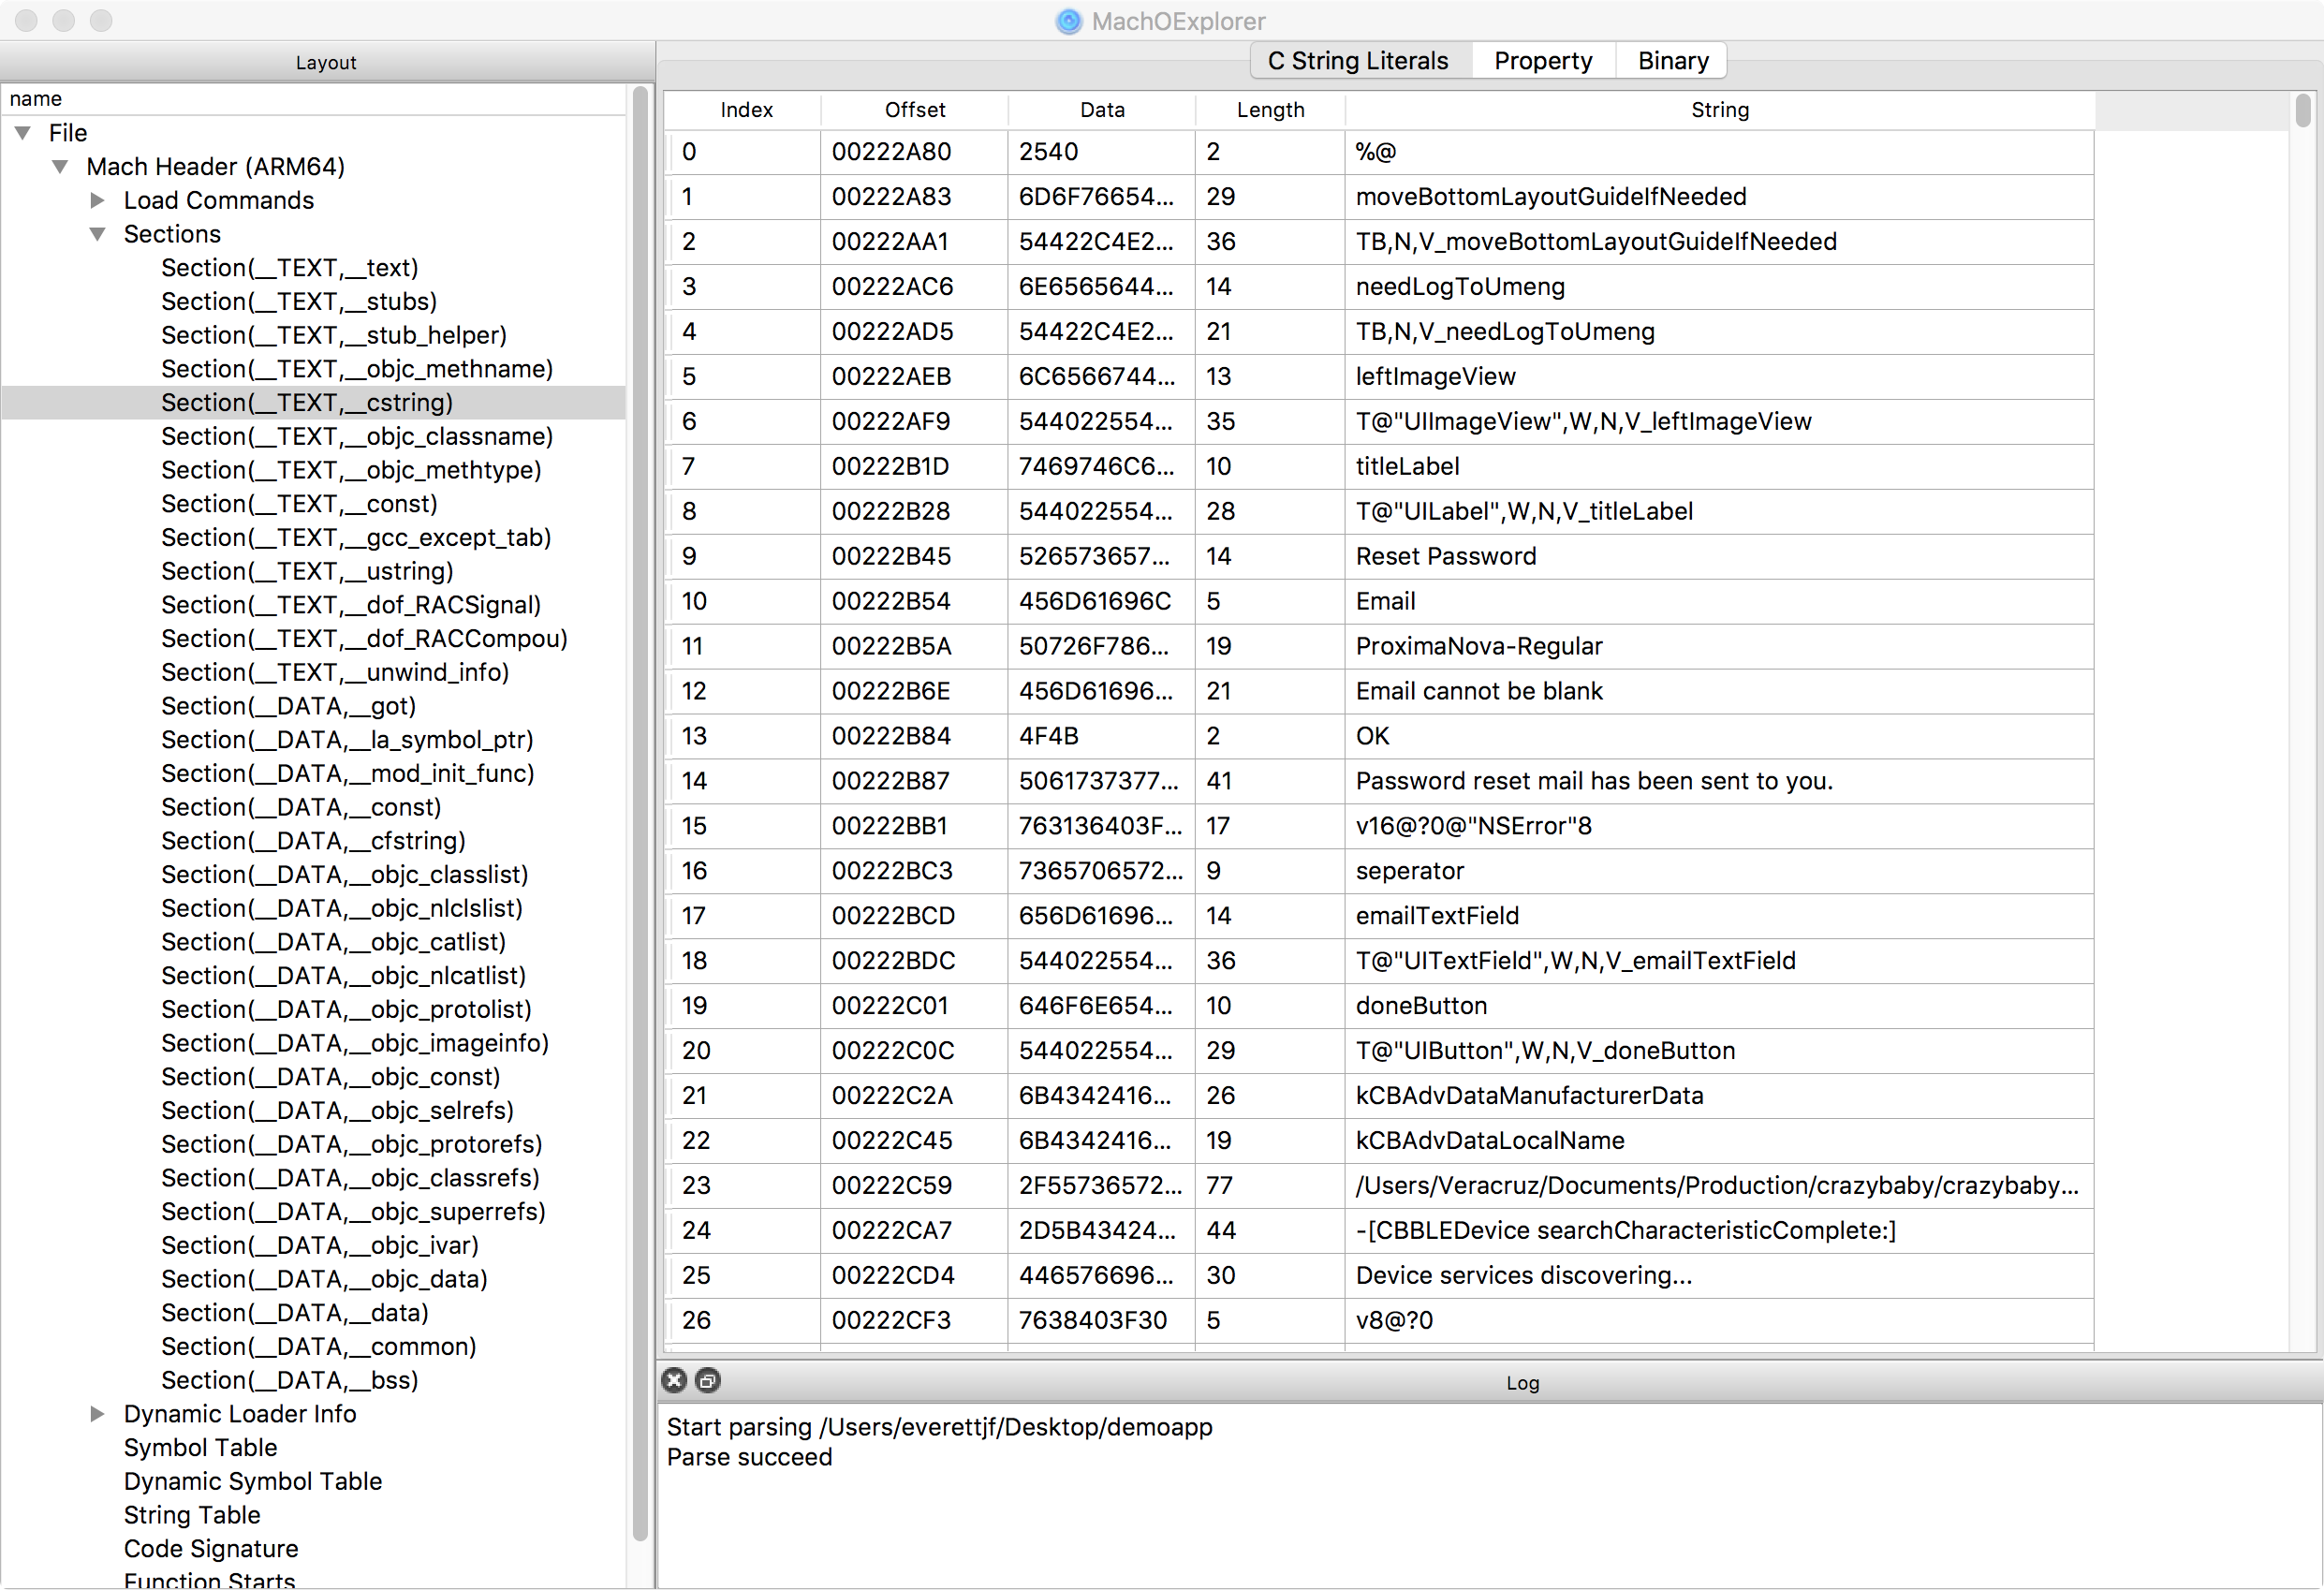 MachOExplorer
Layout
name
File
Mach Header (ARM64)
Load Commands
Sections
Section(__TEXT,__text)
Section(__TEXT,__stubs)
Section(__TEXT,__stub_helper)
Section(__TEXT,__objc_methname)
Section(__TEXT,__cstring)
Section(__TEXT,__objc_classname)
Section(__TEXT,__objc_methtype)
Section(__TEXT,__const)
Section(__TEXT,__gcc_except_tab)
Section(__TEXT,__ustring)
Section(__TEXT,__dof_RACSignal)
Section(__TEXT,__dof_RACCompou)
Section(__TEXT,__unwind_info)
Section(__DATA,__got)
Section(__DATA,__la_symbol_ptr)
Section(__DATA,__mod_init_func)
Section(__DATA,__const)
Section(__DATA,__cfstring)
Section(__DATA,__objc_classlist)
Section(__DATA,__objc_nlclslist)
Section(__DATA,__objc_catlist)
Section(__DATA,__objc_nlcatlist)
Section(__DATA,__objc_protolist)
Section(__DATA,__objc_imageinfo)
Section(__DATA,__objc_const)
Section(__DATA,__objc_selrefs)
Section(__DATA,__objc_protorefs)
Section(__DATA,__objc_classrefs)
Section(__DATA,__objc_superrefs)
Section(__DATA,__objc_ivar)
Section(__DATA,__objc_data)
Section(__DATA,__data)
Section(__DATA,__common)
Section(__DATA,__bss)
Dynamic Loader Info
Symbol Table
Dynamic Symbol Table
String Table
Code Signature
Function Starts
C String Literals Property Binary
Index Offset Data Length String
0 00222A80 2540 2 %@
1 00222A83 6D6F76654... 29 moveBottomLayoutGuideIfNeeded
2 00222AA1 54422C4E2... 36 TB,N,V_moveBottomLayoutGuideIfNeeded
3 00222AC6 6E6565644... 14 needLogToUmeng
4 00222AD5 54422C4E2... 21 TB,N,V_needLogToUmeng
5 00222AEB 6C6566744... 13 leftImageView
6 00222AF9 544022554... 35 T@"UIImageView",W,N,V_leftImageView
7 00222B1D 7469746C6... 10 titleLabel
8 00222B28 544022554... 28 T@"UILabel",W,N,V_titleLabel
9 00222B45 526573657... 14 Reset Password
10 00222B54 456D61696C 5 Email
11 00222B5A 50726F786... 19 ProximaNova-Regular
12 00222B6E 456D61696... 21 Email cannot be blank
13 00222B84 4F4B 2 OK
14 00222B87 5061737377... 41 Password reset mail has been sent to you.
15 00222BB1 763136403F... 17 v16@?0@"NSError"8
16 00222BC3 7365706572... 9 seperator
17 00222BCD 656D61696... 14 emailTextField
18 00222BDC 544022554... 36 T@"UITextField",W,N,V_emailTextField
19 00222C01 646F6E654... 10 doneButton
20 00222C0C 544022554... 29 T@"UIButton",W,N,V_doneButton
21 00222C2A 6B4342416... 26 kCBAdvDataManufacturerData
22 00222C45 6B4342416... 19 kCBAdvDataLocalName
23 00222C59 2F55736572... 77 /Users/Veracruz/Documents/Production/crazybaby/crazybaby...
24 00222CA7 2D5B43424... 44 -[CBBLEDevice searchCharacteristicComplete:]
25 00222CD4 446576696... 30 Device services discovering...
26 00222CF3 7638403F30 5 v8@?0
Log
Start parsing /Users/everettjf/Desktop/demoapp
Parse succeed